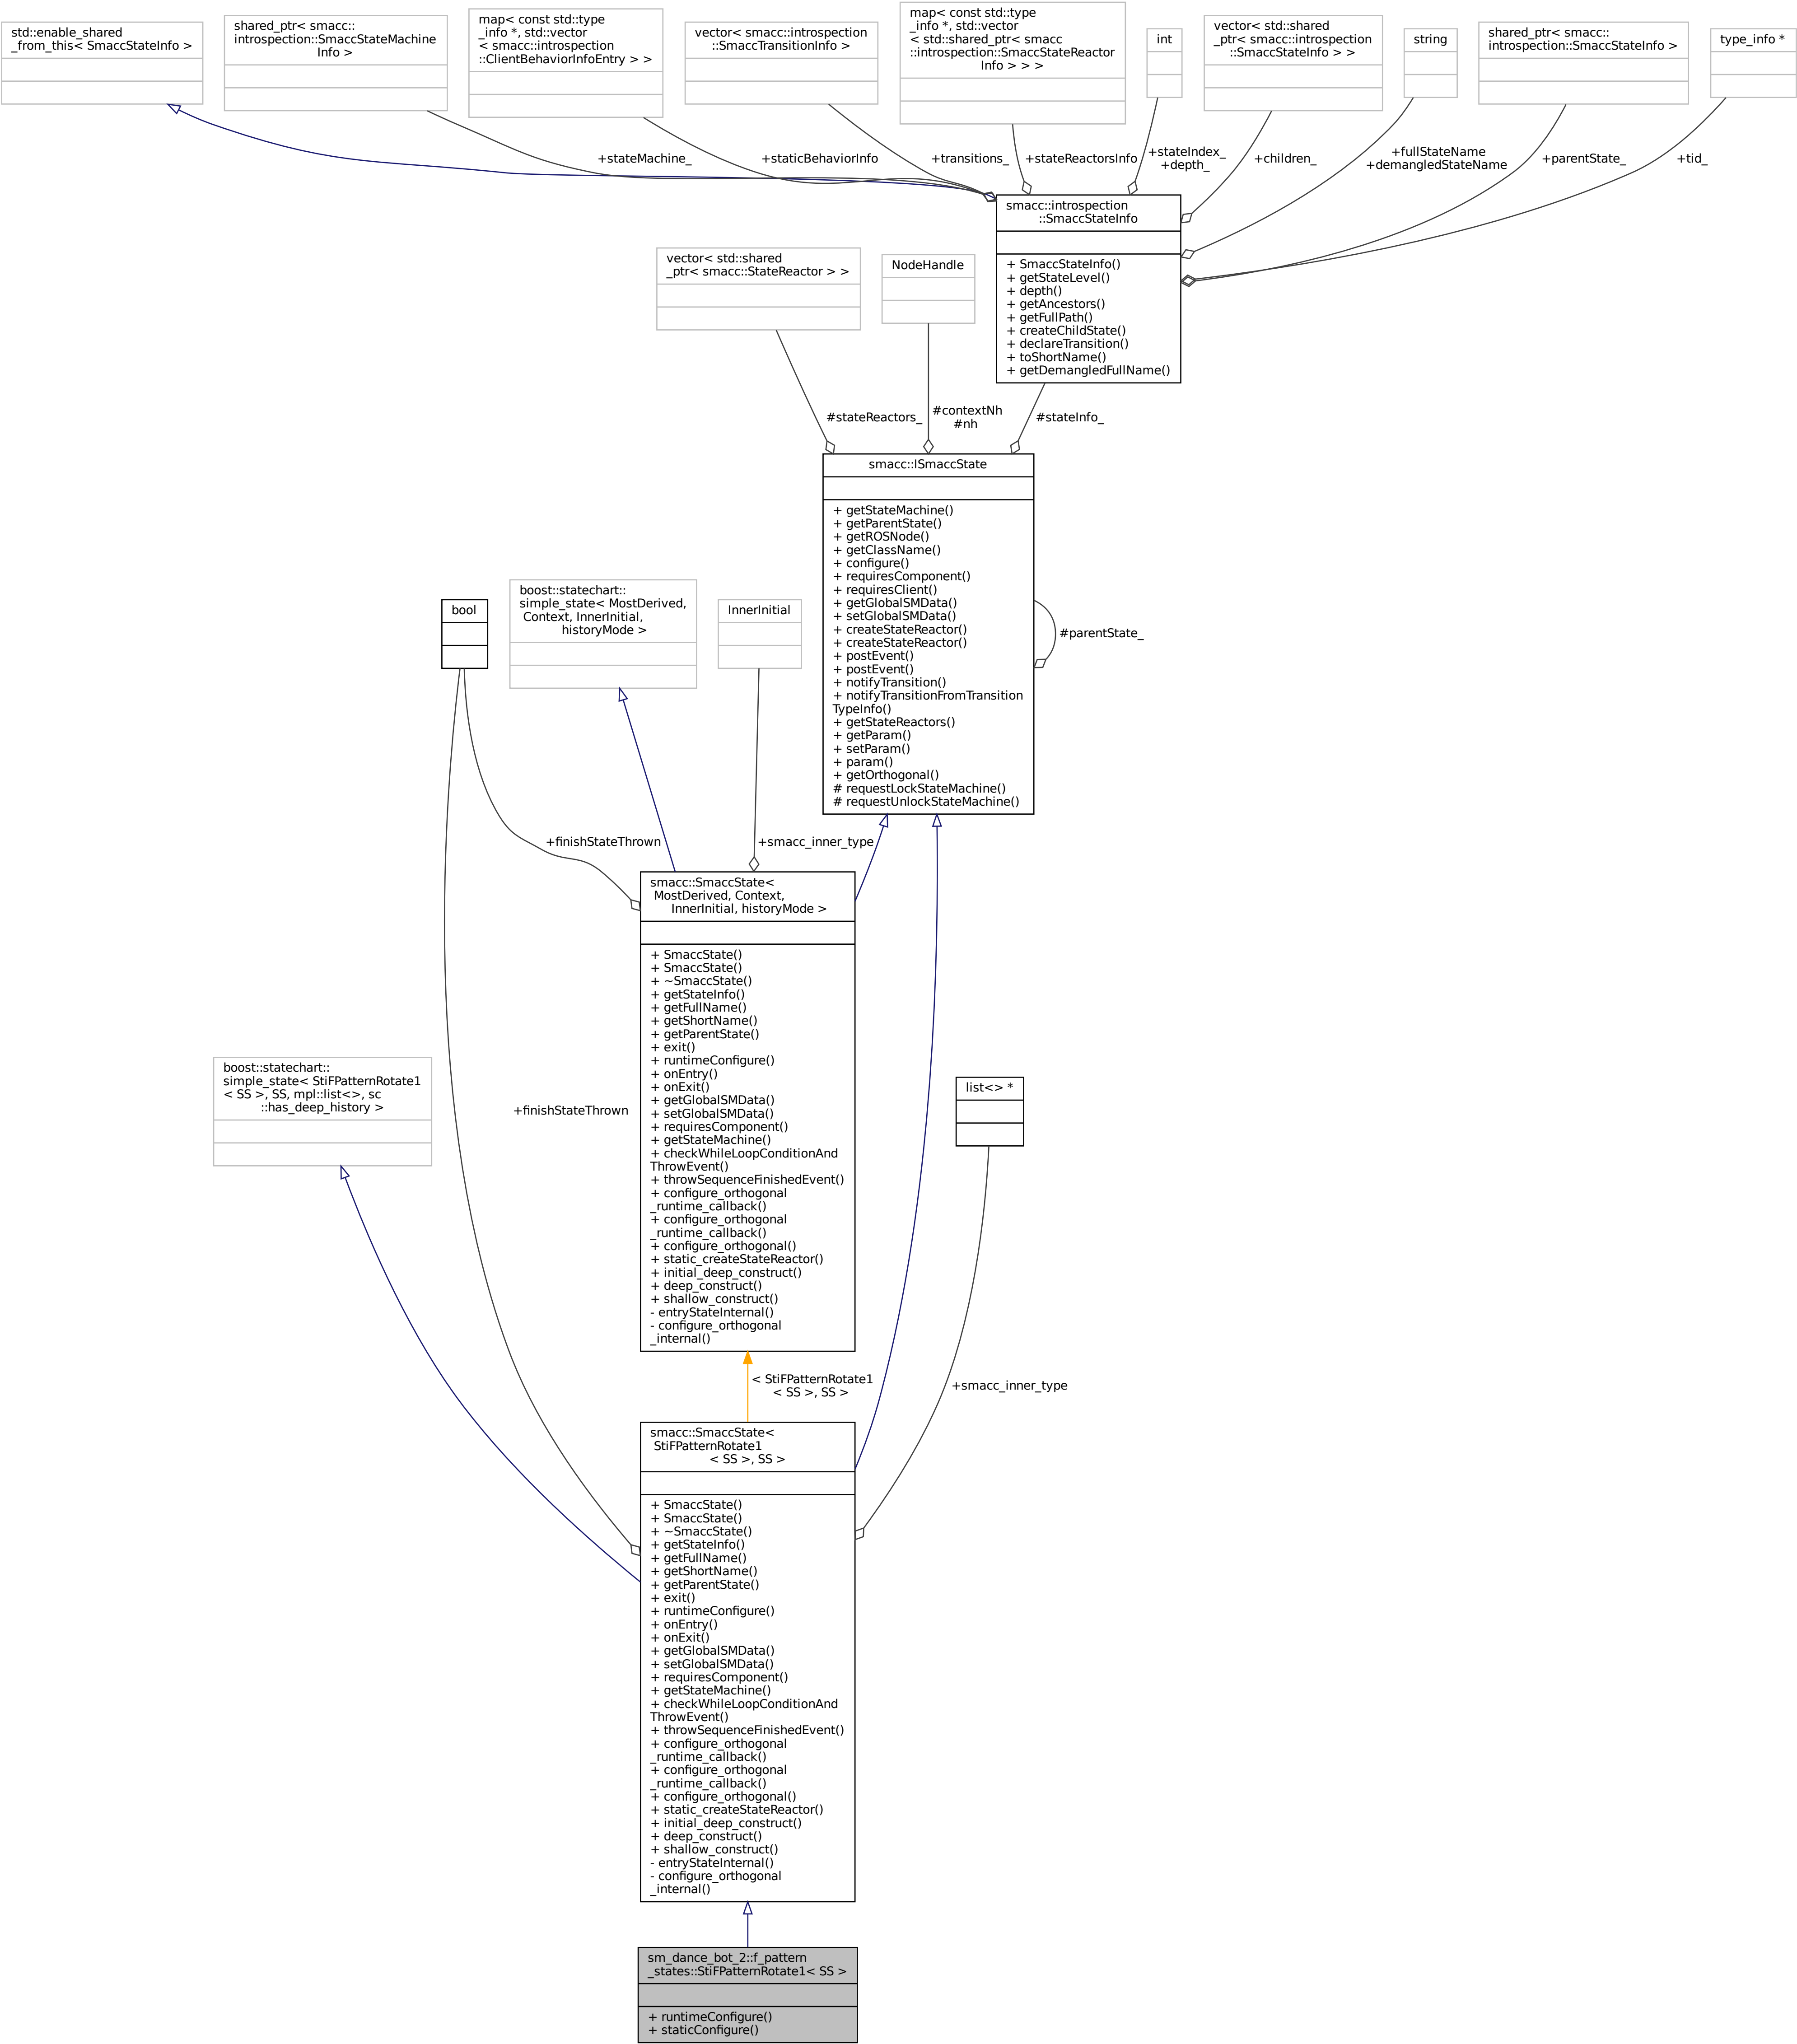 std::enable_shared
_from_this< SmaccStateInfo >
shared_ptr< smacc::
introspection::SmaccStateMachine
Info >
map< const std::type
_info *, std::vector
< smacc::introspection
::ClientBehaviorInfoEntry > >
vector< smacc::introspection
::SmaccTransitionInfo >
map< const std::type
_info *, std::vector
< std::shared_ptr< smacc
::introspection::SmaccStateReactor
Info > > >
int
vector< std::shared
_ptr< smacc::introspection
::SmaccStateInfo > >
string
shared_ptr< smacc::
introspection::SmaccStateInfo >
type_info *
+stateMachine_
+staticBehaviorInfo
+transitions_
+stateReactorsInfo
+stateIndex_
+depth_
+children_
+fullStateName
+demangledStateName
+parentState_
+tid_
smacc::introspection
::SmaccStateInfo
+ SmaccStateInfo()
+ getStateLevel()
+ depth()
+ getAncestors()
+ getFullPath()
+ createChildState()
+ declareTransition()
+ toShortName()
+ getDemangledFullName()
vector< std::shared
_ptr< smacc::StateReactor > >
NodeHandle
#stateReactors_
#contextNh
#nh
#stateInfo_
smacc::ISmaccState
+ getStateMachine()
+ getParentState()
+ getROSNode()
+ getClassName()
+ configure()
+ requiresComponent()
+ requiresClient()
+ getGlobalSMData()
+ setGlobalSMData()
+ createStateReactor()
+ createStateReactor()
+ postEvent()
+ postEvent()
+ notifyTransition()
+ notifyTransitionFromTransition
TypeInfo()
+ getStateReactors()
+ getParam()
+ setParam()
+ param()
+ getOrthogonal()
# requestLockStateMachine()
# requestUnlockStateMachine()
#parentState_
bool
boost::statechart::
simple_state< MostDerived,
Context, InnerInitial,
historyMode >
InnerInitial
+finishStateThrown
+smacc_inner_type
smacc::SmaccState<
MostDerived, Context,
InnerInitial, historyMode >
+ SmaccState()
+ SmaccState()
+ ~SmaccState()
+ getStateInfo()
+ getFullName()
+ getShortName()
+ getParentState()
+ exit()
+ runtimeConfigure()
+ onEntry()
+ onExit()
+ getGlobalSMData()
+ setGlobalSMData()
+ requiresComponent()
+ getStateMachine()
+ checkWhileLoopConditionAnd
ThrowEvent()
+ throwSequenceFinishedEvent()
+ configure_orthogonal
_runtime_callback()
+ configure_orthogonal
_runtime_callback()
+ configure_orthogonal()
+ static_createStateReactor()
+ initial_deep_construct()
+ deep_construct()
+ shallow_construct()
- entryStateInternal()
- configure_orthogonal
_internal()
boost::statechart::
simple_state< StiFPatternRotate1
< SS >, SS, mpl::list<>, sc
::has_deep_history >
+finishStateThrown
list<> *
< StiFPatternRotate1
< SS >, SS >
+smacc_inner_type
smacc::SmaccState<
StiFPatternRotate1
< SS >, SS >
+ SmaccState()
+ SmaccState()
+ ~SmaccState()
+ getStateInfo()
+ getFullName()
+ getShortName()
+ getParentState()
+ exit()
+ runtimeConfigure()
+ onEntry()
+ onExit()
+ getGlobalSMData()
+ setGlobalSMData()
+ requiresComponent()
+ getStateMachine()
+ checkWhileLoopConditionAnd
ThrowEvent()
+ throwSequenceFinishedEvent()
+ configure_orthogonal
_runtime_callback()
+ configure_orthogonal
_runtime_callback()
+ configure_orthogonal()
+ static_createStateReactor()
+ initial_deep_construct()
+ deep_construct()
+ shallow_construct()
- entryStateInternal()
- configure_orthogonal
_internal()
sm_dance_bot_2::f_pattern
_states::StiFPatternRotate1< SS >
+ runtimeConfigure()
+ staticConfigure()